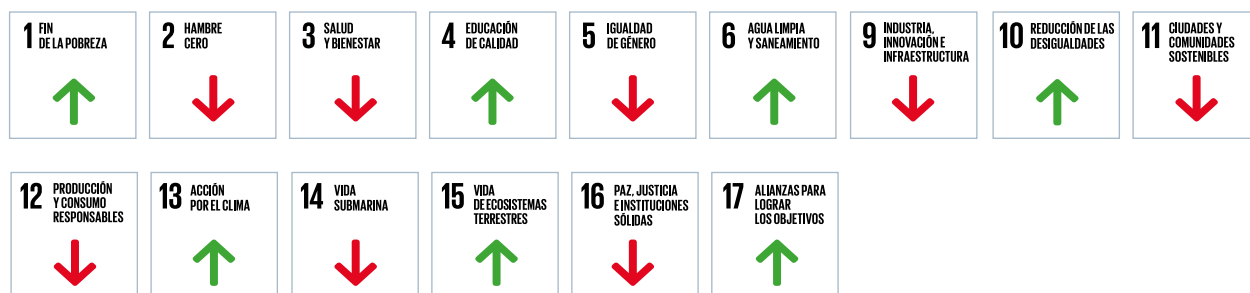 1 FIN
DE LA POBREZA
2 HAMBRE
CERO
3 SALUD
Y BIENESTAR
4 EDUCACIÓN
DE CALIDAD
5 IGUALDAD
DE GÉNERO
6 AGUA LIMPIA
Y SANEAMIENTO
9 INDUSTRIA,
INNOVACIÓN E
INFRAESTRUCTURA
10 REDUCCIÓN DE LAS
DESIGUALDADES
11 CIUDADES Y
COMUNIDADES
SOSTENIBLES
12 PRODUCCIÓN
Y CONSUMO
RESPONSABLES
13 ACCIÓN
POR EL CLIMA
14 VIDA
SUBMARINA
15 VIDA
DE ECOSISTEMAS
TERRESTRES
16 PAZ, JUSTICIA
E INSTITUCIONES
SÓLIDAS
17 ALIANZAS PARA
LOGRAR
LOS OBJETIVOS